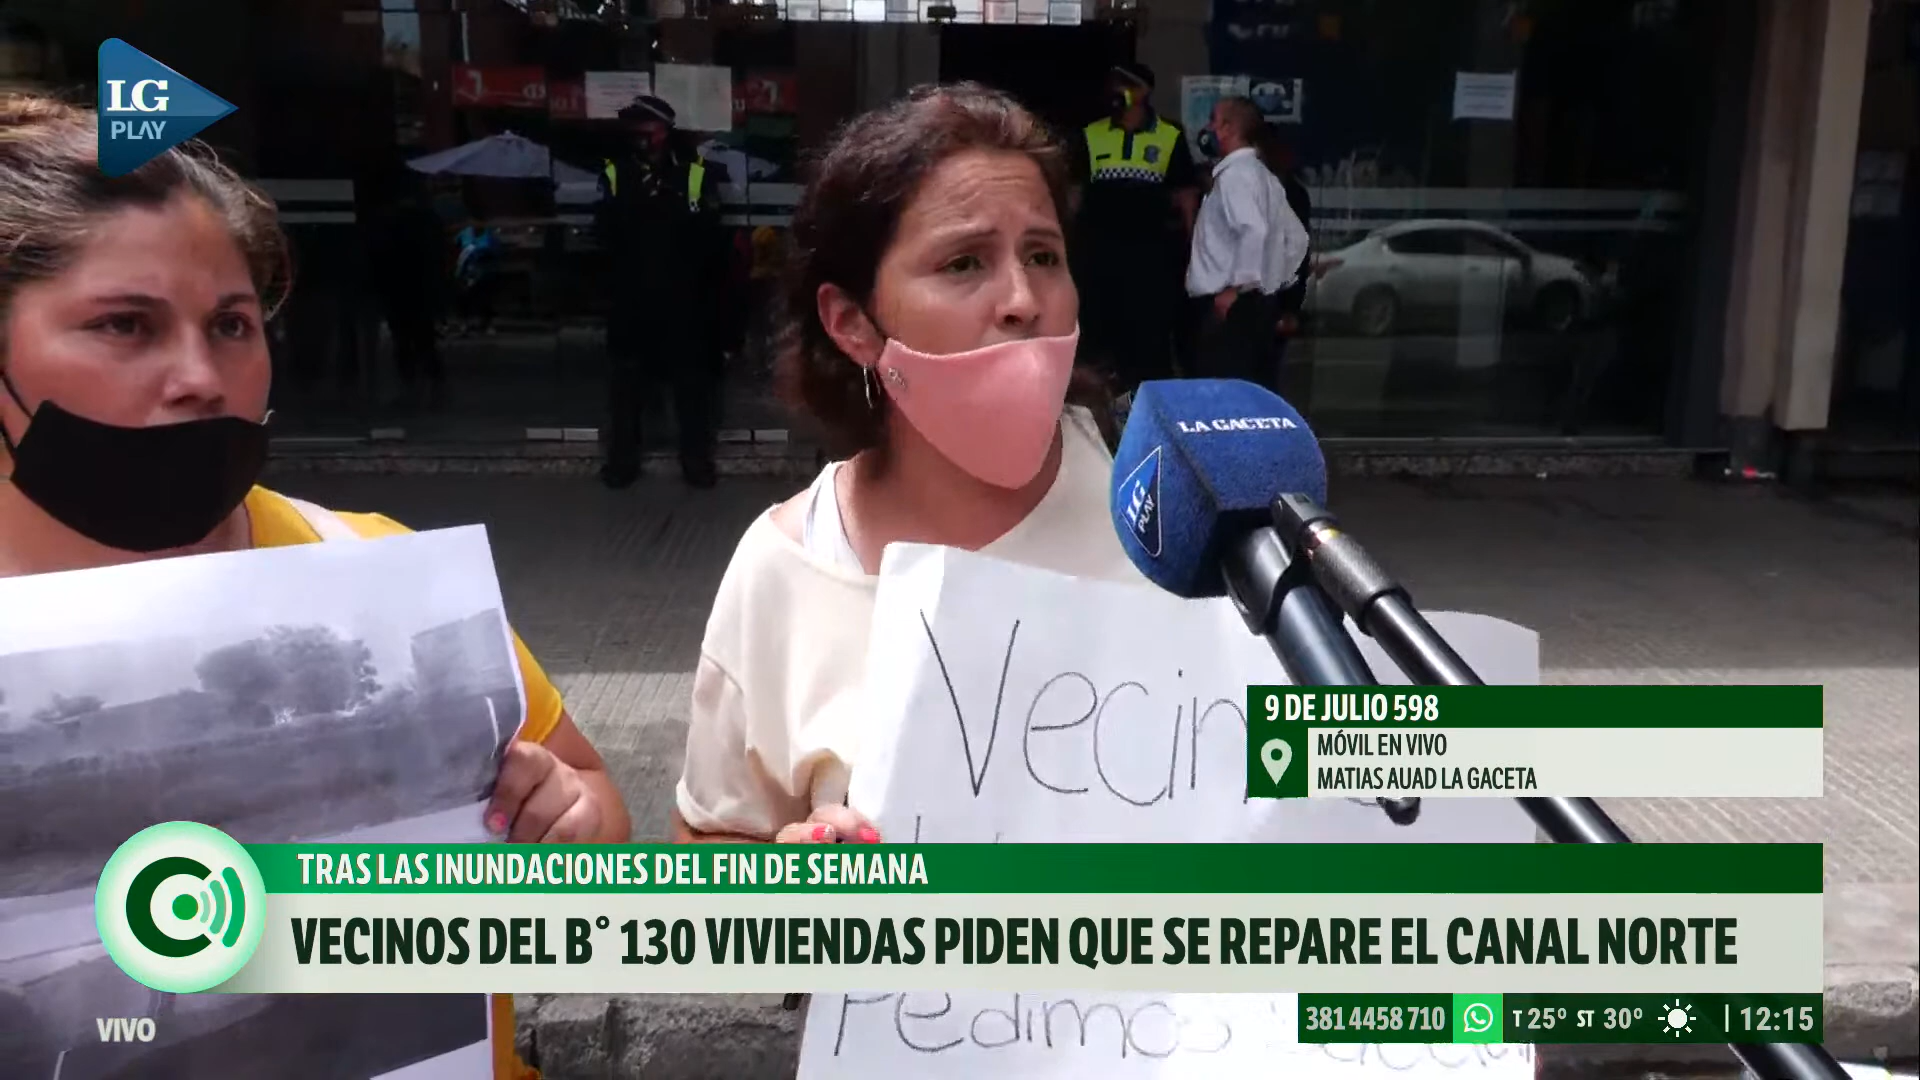 LG
PLAY
LA GACETA
LG
PLAY
Vecin
9 DE JULIO 598
MÓVIL EN VIVO
MATIAS AUAD LA GACETA
TRAS LAS INUNDACIONES DEL FIN DE SEMANA
VECINOS DEL B° 130 VIVIENDAS PIDEN QUE SE REPARE EL CANAL NORTE
Pedimos
VIVO
381 4458 710 T 25º ST 30º | 12:15